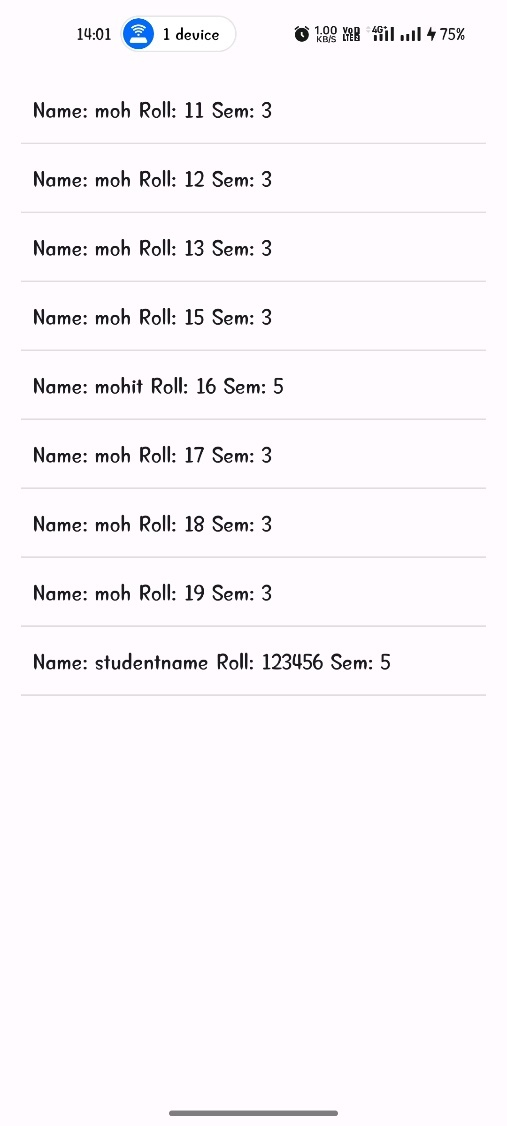 14:01 1 device 1.00 KB/S VoD LTE 4G+ 75%
Name: moh Roll: 11 Sem: 3
Name: moh Roll: 12 Sem: 3
Name: moh Roll: 13 Sem: 3
Name: moh Roll: 15 Sem: 3
Name: mohit Roll: 16 Sem: 5
Name: moh Roll: 17 Sem: 3
Name: moh Roll: 18 Sem: 3
Name: moh Roll: 19 Sem: 3
Name: studentname Roll: 123456 Sem: 5